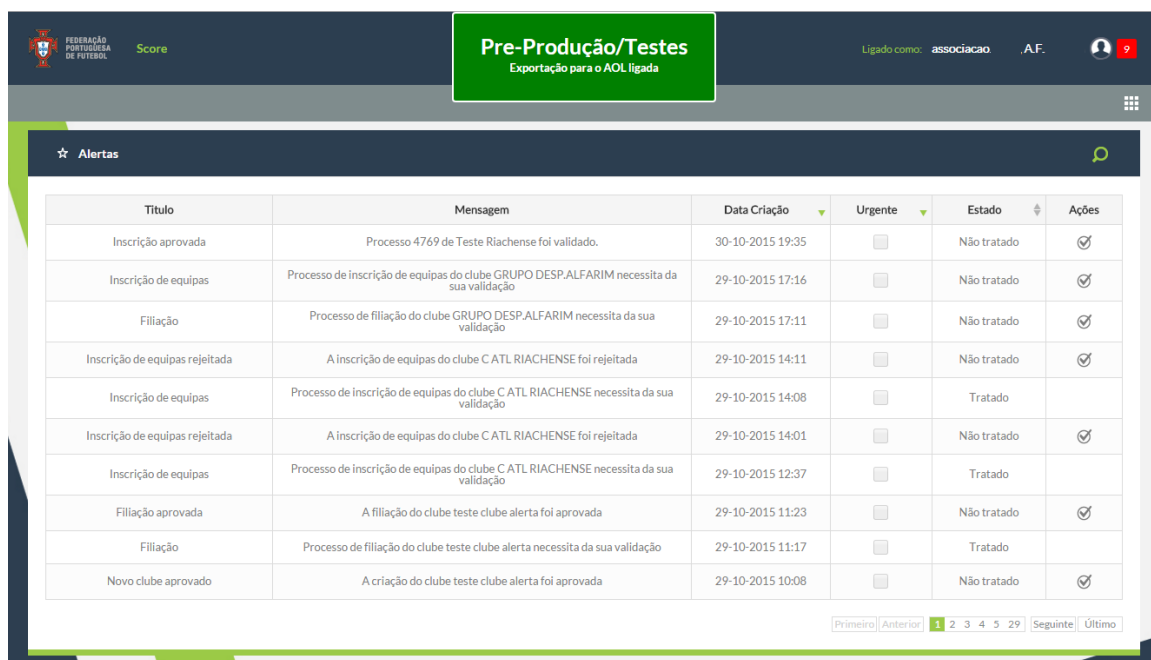 FEDERAÇÃO
PORTUGUESA
DE FUTEBOL
Score
Pre-Produção/Testes
Exportação para o AOL ligada
Ligado como: associacao .A.F. 9
Alertas
Titulo Mensagem Data Criação Urgente Estado Ações
Inscrição aprovada Processo 4769 de Teste Riachense foi validado. 30-10-2015 19:35 Não tratado
Inscrição de equipas Processo de inscrição de equipas do clube GRUPO DESP.ALFARIM necessita da
sua validação 29-10-2015 17:16 Não tratado
Filiação Processo de filiação do clube GRUPO DESP.ALFARIM necessita da sua
validação 29-10-2015 17:11 Não tratado
Inscrição de equipas rejeitada A inscrição de equipas do clube C ATL RIACHENSE foi rejeitada 29-10-2015 14:11 Não tratado
Inscrição de equipas Processo de inscrição de equipas do clube C ATL RIACHENSE necessita da sua
validação 29-10-2015 14:08 Tratado
Inscrição de equipas rejeitada A inscrição de equipas do clube C ATL RIACHENSE foi rejeitada 29-10-2015 14:01 Não tratado
Inscrição de equipas Processo de inscrição de equipas do clube C ATL RIACHENSE necessita da sua
validação 29-10-2015 12:37 Tratado
Filiação aprovada A filiação do clube teste clube alerta foi aprovada 29-10-2015 11:23 Não tratado
Filiação Processo de filiação do clube teste clube alerta necessita da sua validação 29-10-2015 11:17 Tratado
Novo clube aprovado A criação do clube teste clube alerta foi aprovada 29-10-2015 10:08 Não tratado
Primeiro Anterior 1 2 3 4 5 29 Seguinte Último